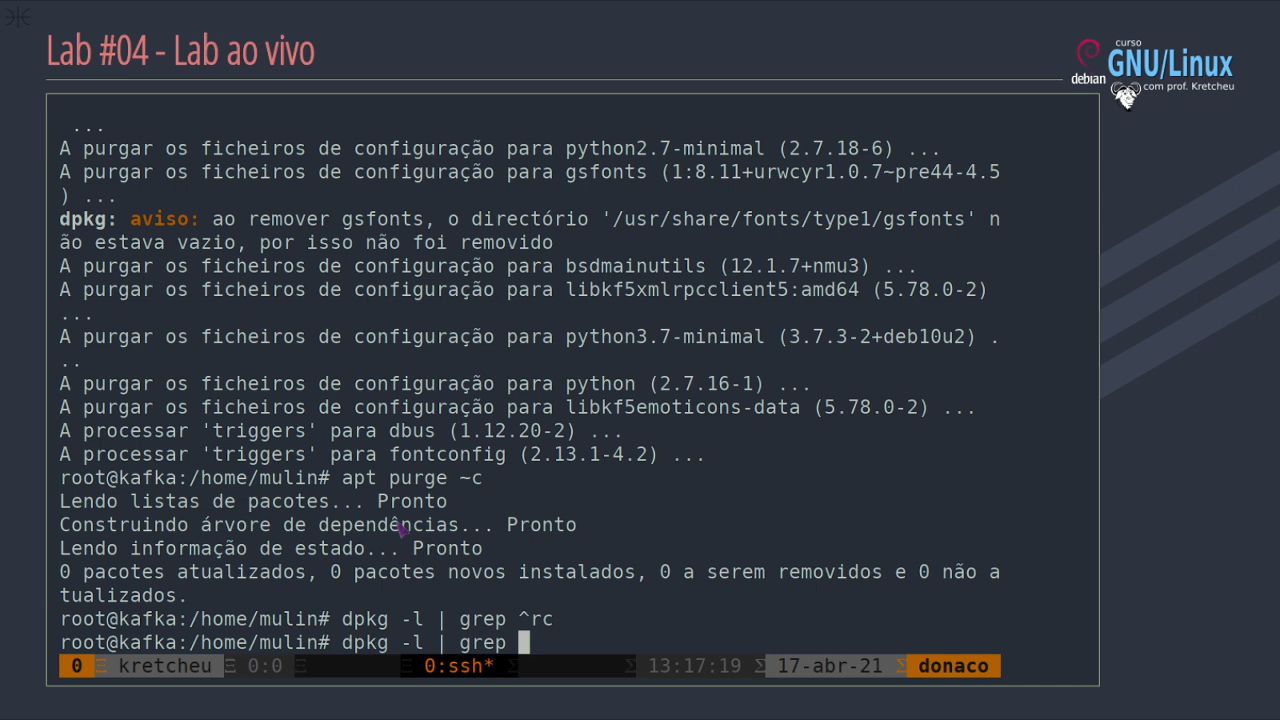 Lab #04 - Lab ao vivo
curso
GNU/Linux
debian
com prof. Kretcheu
...
A purgar os ficheiros de configuração para python2.7-minimal (2.7.18-6) ...
A purgar os ficheiros de configuração para gsfonts (1:8.11+urwcyr1.0.7~pre44-4.5
) ...
dpkg: aviso: ao remover gsfonts, o directório '/usr/share/fonts/type1/gsfonts' n
ão estava vazio, por isso não foi removido
A purgar os ficheiros de configuração para bsdmainutils (12.1.7+nmu3) ...
A purgar os ficheiros de configuração para libkf5xmlrpcclient5:amd64 (5.78.0-2)
...
A purgar os ficheiros de configuração para python3.7-minimal (3.7.3-2+deb10u2) .
..
A purgar os ficheiros de configuração para python (2.7.16-1) ...
A purgar os ficheiros de configuração para libkf5emoticons-data (5.78.0-2) ...
A processar 'triggers' para dbus (1.12.20-2) ...
A processar 'triggers' para fontconfig (2.13.1-4.2) ...
root@kafka:/home/mulin# apt purge ~c
Lendo listas de pacotes... Pronto
Construindo árvore de dependências... Pronto
Lendo informação de estado... Pronto
0 pacotes atualizados, 0 pacotes novos instalados, 0 a serem removidos e 0 não a
tualizados.
root@kafka:/home/mulin# dpkg -l | grep ^rc
root@kafka:/home/mulin# dpkg -l | grep
0 Ξ kretcheu Ξ 0:0 Ξ Ξ 0:ssh* Σ Σ 13:17:19 Σ 17-abr-21 Σ donaco